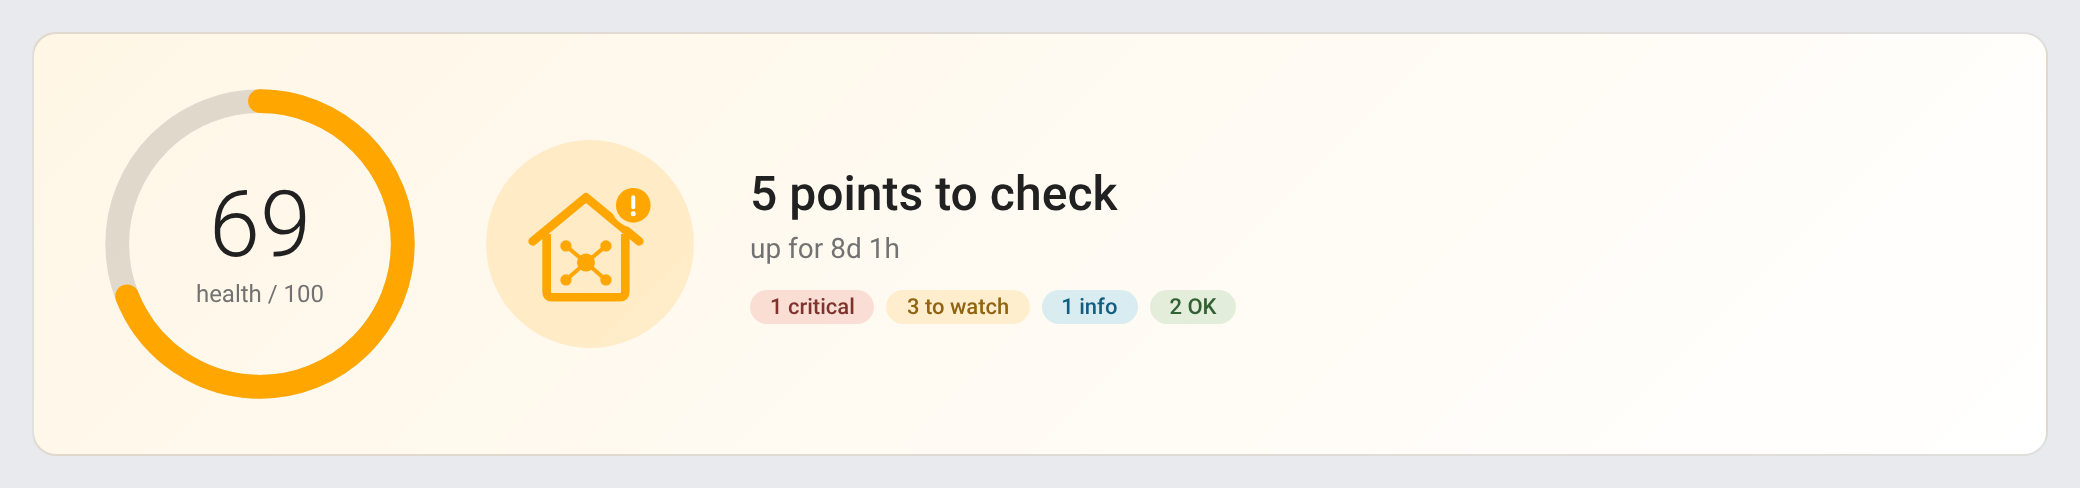 69
health / 100
5 points to check
up for 8d 1h
1 critical
3 to watch
1 info
2 OK